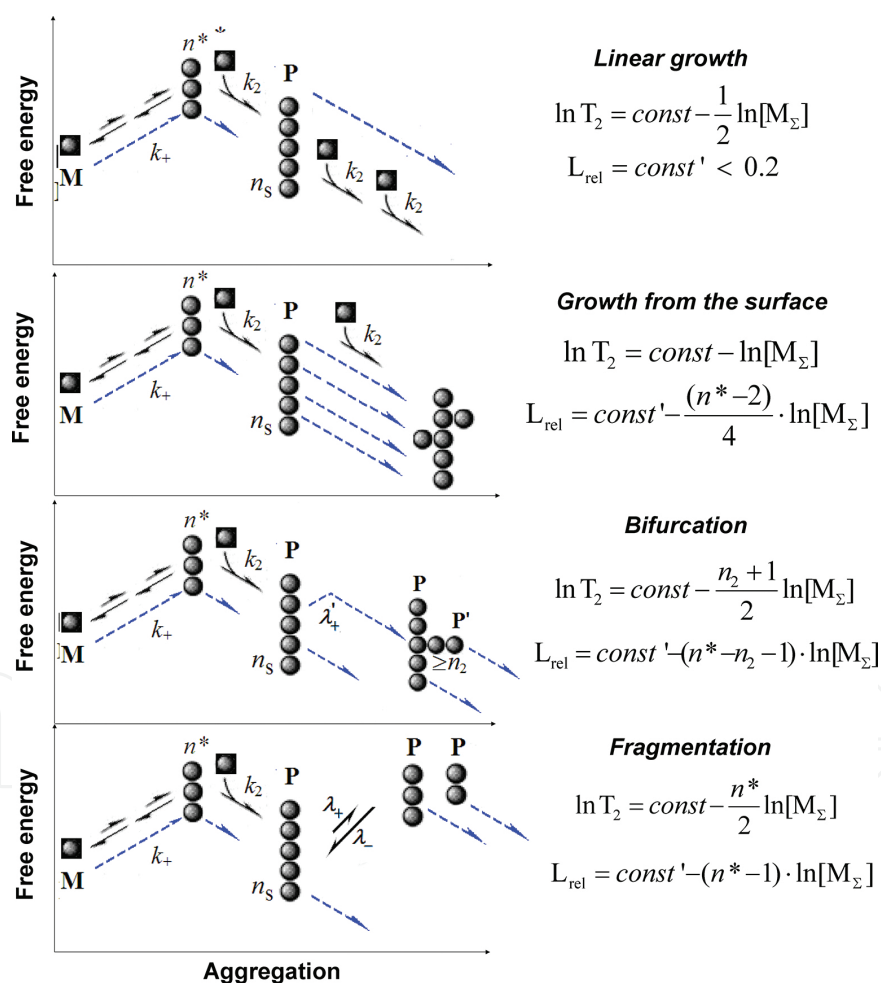 Free energy
n* *
k₂
P
M
k₊
nS
k₂
k₂
Linear growth
ln T₂ = const − 1/2 ln[MΣ]
Lrel = const' < 0.2
Free energy
n*
k₂
P
k₂
M
k₊
nS
Growth from the surface
ln T₂ = const − ln[MΣ]
Lrel = const'− (n*−2)/4 · ln[MΣ]
Free energy
n*
k₂
P
λ'₊
P
P'
≥n₂
M
k₊
nS
Bifurcation
ln T₂ = const − n₂+1/2 ln[MΣ]
Lrel = const '−(n*−n₂−1)· ln[MΣ]
Free energy
n*
k₂
P
λ₊
λ₋
P P
M
k₊
nS
Fragmentation
ln T₂ = const − n*/2 ln[MΣ]
Lrel = const'−(n*−1)· ln[MΣ]
Aggregation